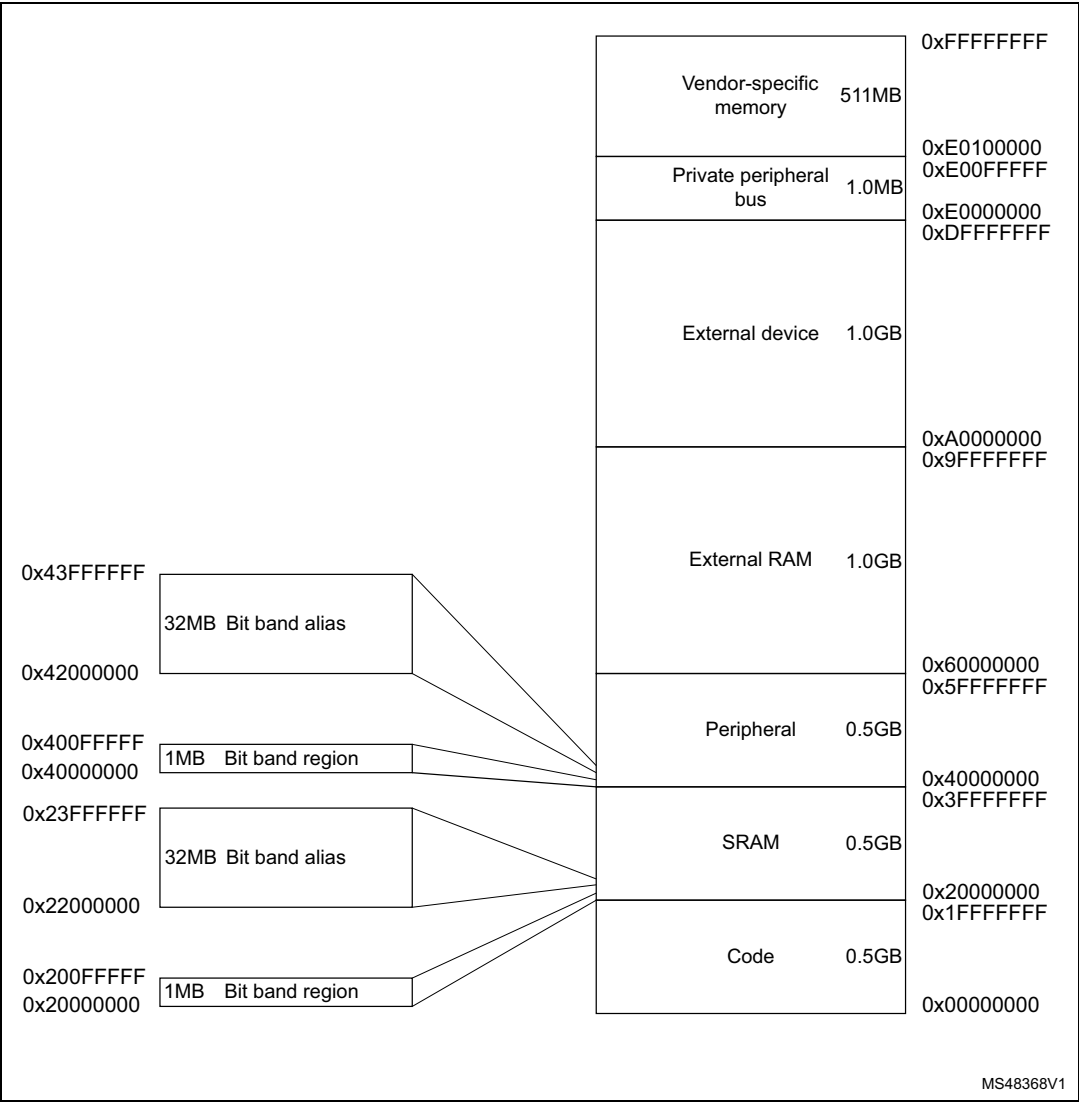 0xFFFFFFFF
Vendor-specific
memory
511MB
0xE0100000
0xE00FFFFF
Private peripheral
bus
1.0MB
0xE0000000
0xDFFFFFFF
External device 1.0GB
0xA0000000
0x9FFFFFFF
External RAM 1.0GB
0x60000000
0x5FFFFFFF
Peripheral 0.5GB
0x40000000
0x3FFFFFFF
SRAM 0.5GB
0x20000000
0x1FFFFFFF
Code 0.5GB
0x00000000
0x43FFFFFF
32MB Bit band alias
0x42000000
0x400FFFFF
1MB Bit band region
0x40000000
0x23FFFFFF
32MB Bit band alias
0x22000000
0x200FFFFF
1MB Bit band region
0x20000000
MS48368V1